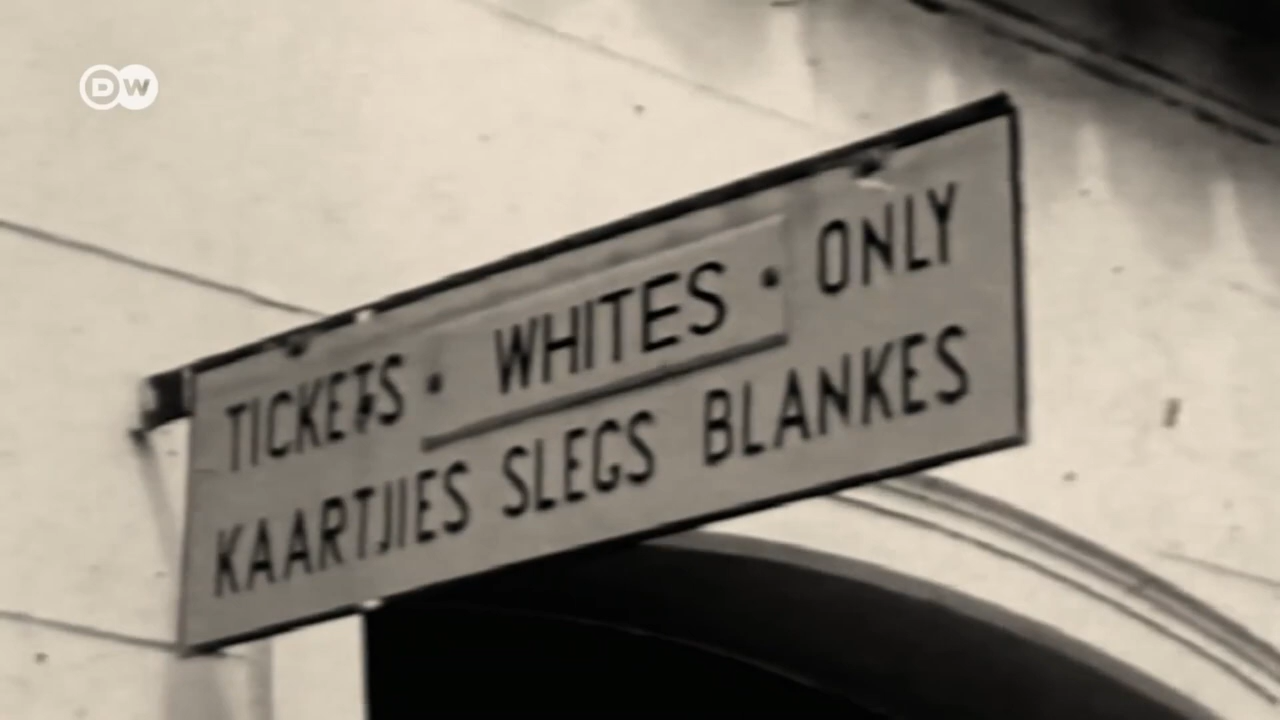 DW
TICKETS • WHITES • ONLY
KAARTJIES SLEGS BLANKES